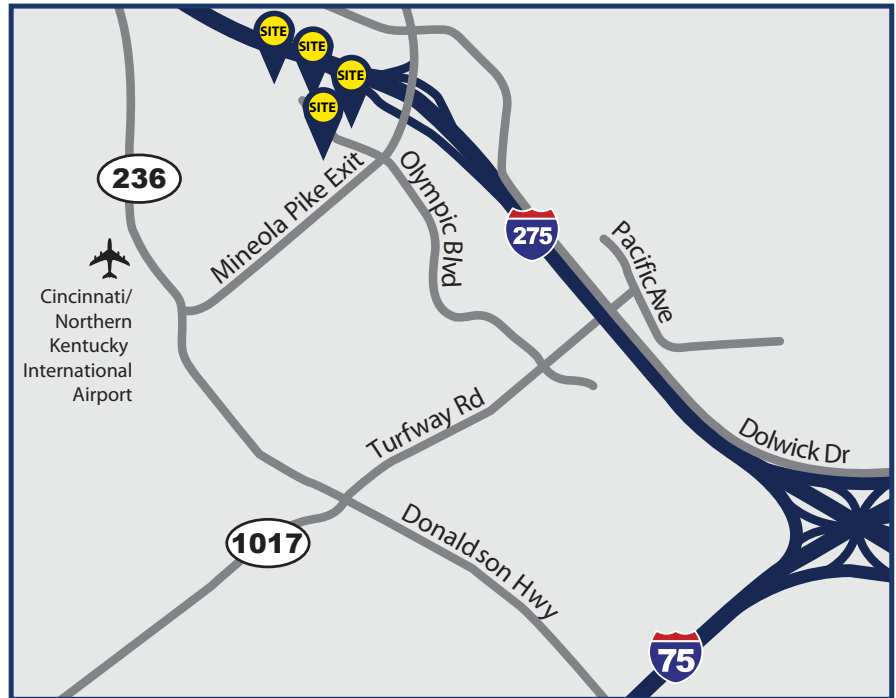 SITE
SITE
SITE
SITE
236
Mineola Pike Exit
Olympic Blvd
275
Pacific Ave
Cincinnati/
Northern
Kentucky
International
Airport
Turfway Rd
Dolwick Dr
1017
Donaldson Hwy
75